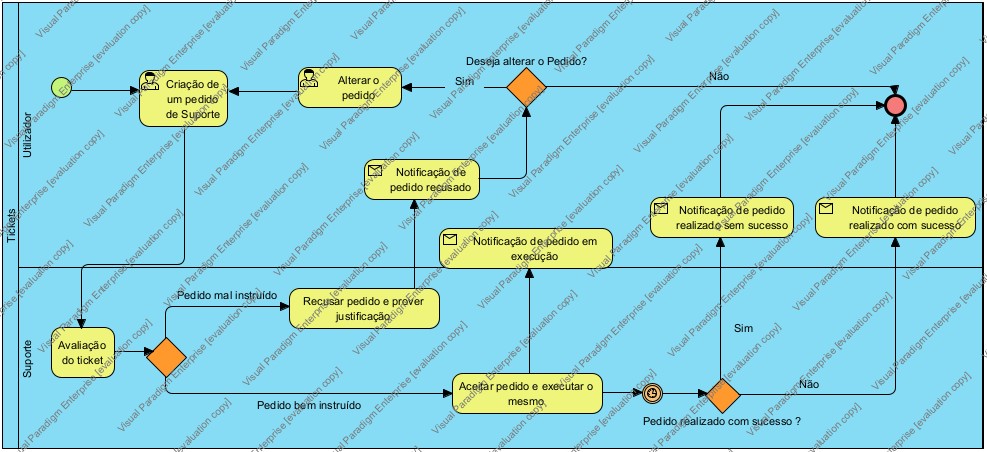 Tickets
Utilizador
Suporte
Criação de
um pedido
de Suporte
Alterar o
pedido
Sim
Deseja alterar o Pedido?
Não
Notificação de
pedido recusado
Notificação de pedido em
execução
Notificação de pedido
realizado sem sucesso
Notificação de pedido
realizado com sucesso
Avaliação
do ticket
Pedido mal instruído
Recusar pedido e prover
justificação
Pedido bem instruído
Aceitar pedido e executar o
mesmo
Sim
Não
Pedido realizado com sucesso ?
Visual Paradigm Enterprise [evaluation copy]